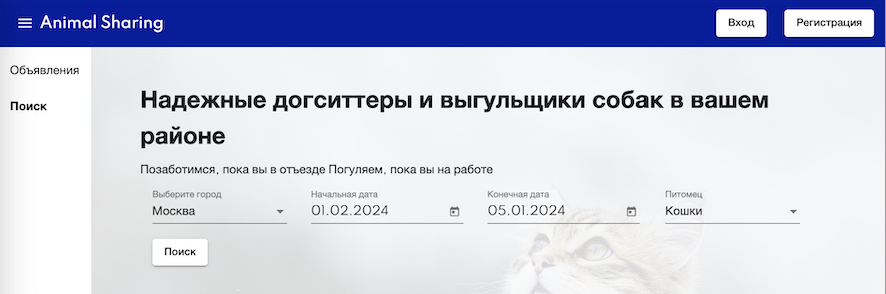 Animal Sharing
Вход
Регистрация
Объявления
Поиск
Надежные догситтеры и выгульщики собак в вашем
районе
Позаботимся, пока вы в отъезде Погуляем, пока вы на работе
Выберите город
Москва
Начальная дата
01.02.2024
Конечная дата
05.01.2024
Питомец
Кошки
Поиск